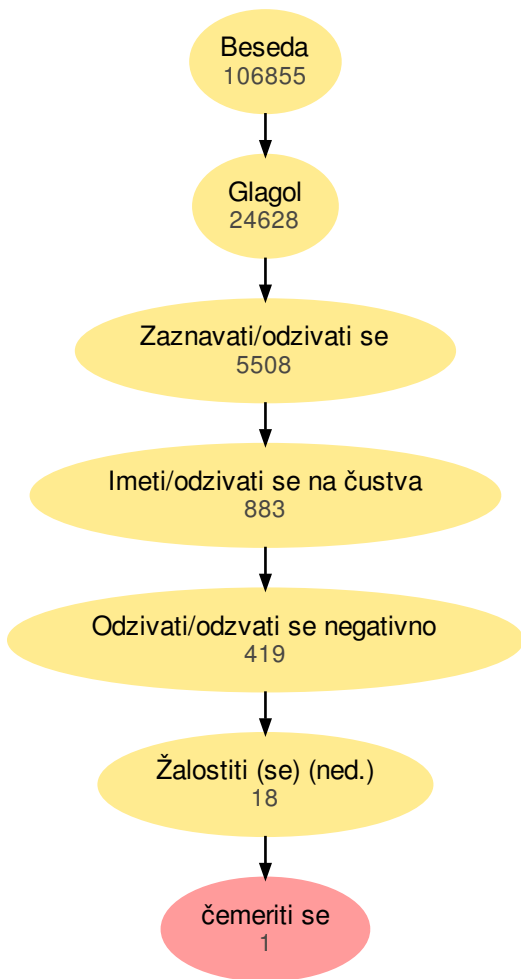 Beseda
106855
Glagol
24628
Zaznavati/odzivati se
5508
Imeti/odzivati se na čustva
883
Odzivati/odzvati se negativno
419
Žalostiti (se) (ned.)
18
čemeriti se
1